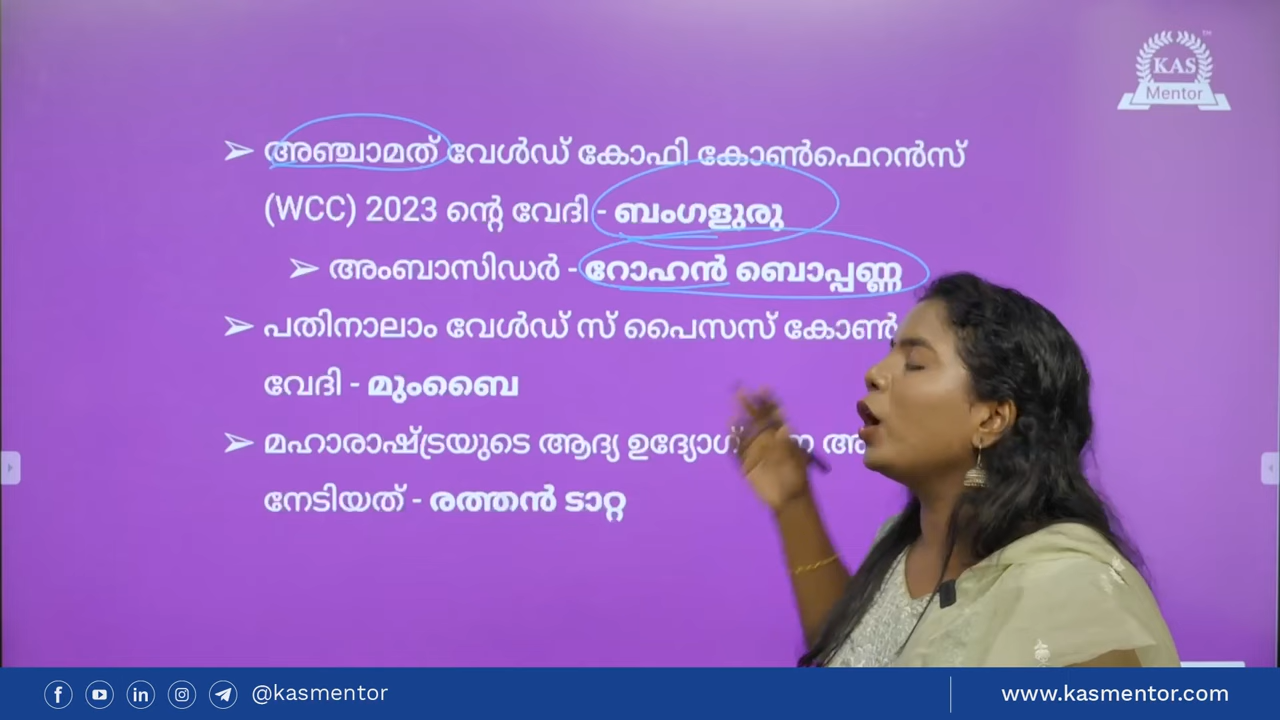 KAS
Mentor
TM
➢ അഞ്ചാമത് വേൾഡ് കോഫി കോൺഫെറൻസ്
(WCC) 2023 ന്റെ വേദി - ബംഗളുരു
➢ അംബാസിഡർ - റോഹൻ ബൊപ്പണ്ണ
➢ പതിനാലാം വേൾഡ് സ് പൈസസ്
വേദി - മുംബൈ
➢ മഹാരാഷ്ട്രയുടെ ആദ്യ
നേടിയത് - രത്തൻ ടാറ്റ
@kasmentor
www.kasmentor.com